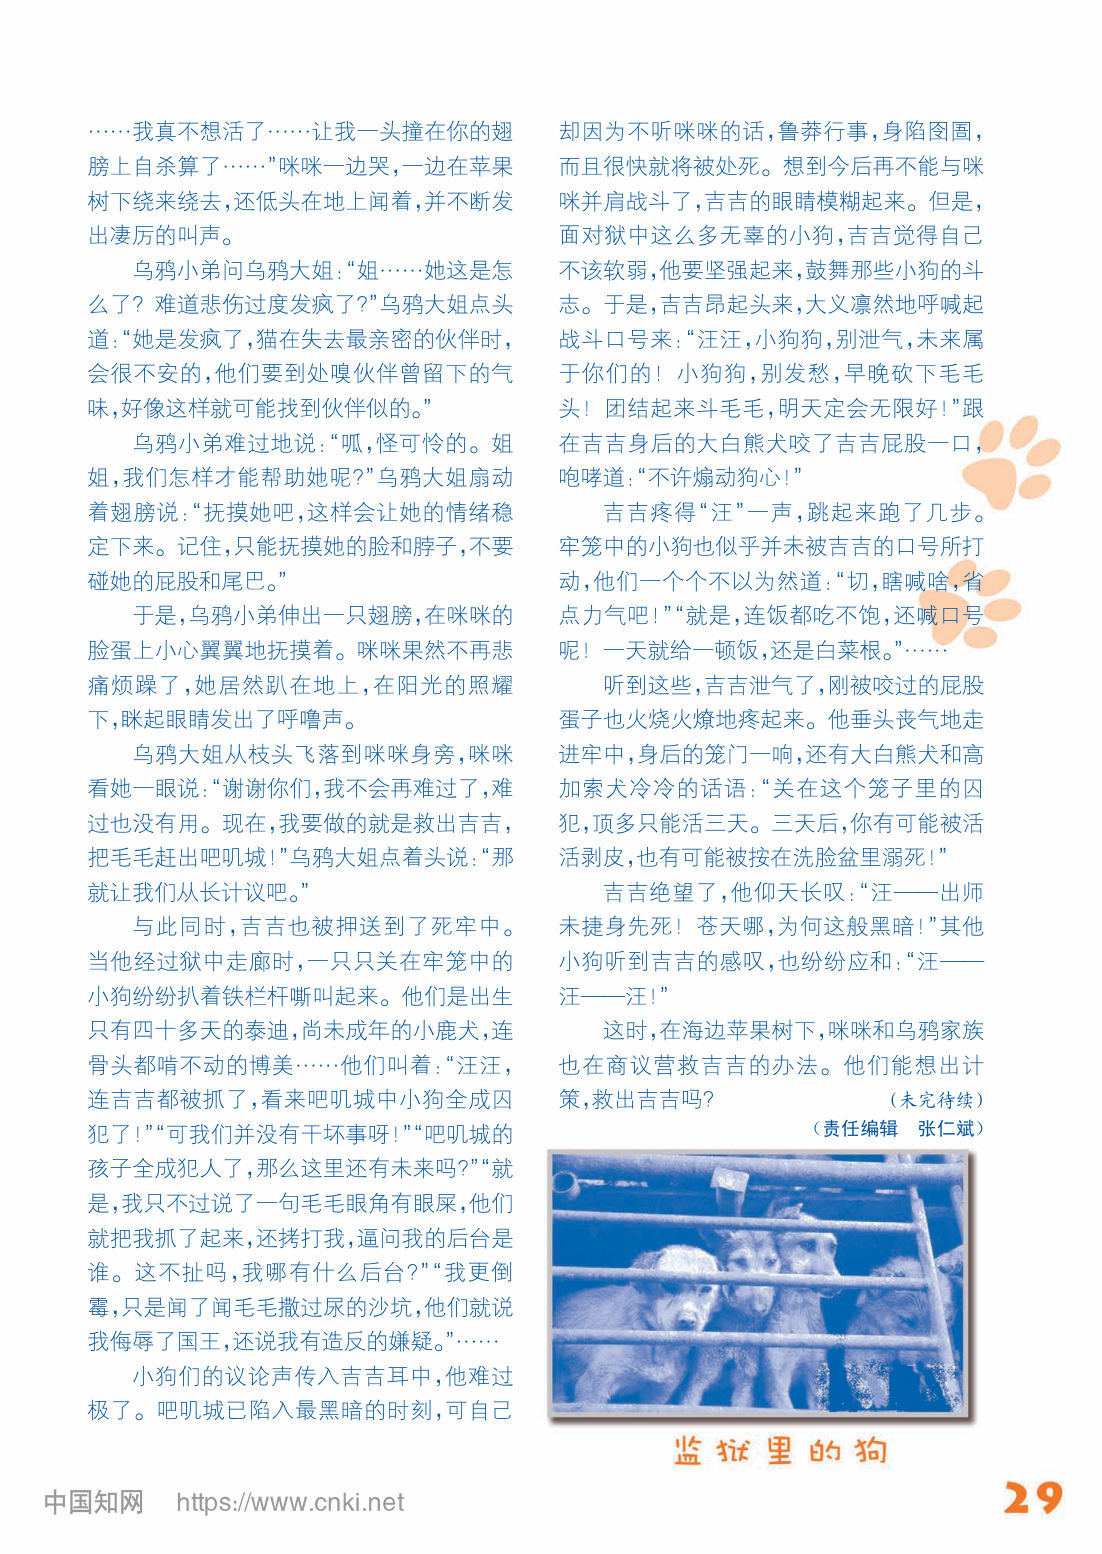 ……我真不想活了……让我一头撞在你的翅
膀上自杀算了……”咪咪一边哭，一边在苹果
树下绕来绕去，还低头在地上闻着，并不断发
出凄厉的叫声。
乌鸦小弟问乌鸦大姐：“姐……她这是怎
么了？难道悲伤过度发疯了？”乌鸦大姐点头
道：“她是发疯了，猫在失去最亲密的伙伴时，
会很不安的，他们要到处嗅伙伴曾留下的气
味，好像这样就可能找到伙伴似的。”
乌鸦小弟难过地说：“呱，怪可怜的。姐
姐，我们怎样才能帮助她呢？”乌鸦大姐扇动
着翅膀说：“抚摸她吧，这样会让她的情绪稳
定下来。记住，只能抚摸她的脸和脖子，不要
碰她的屁股和尾巴。”
于是，乌鸦小弟伸出一只翅膀，在咪咪的
脸蛋上小心翼翼地抚摸着。咪咪果然不再悲
痛烦躁了，她居然趴在地上，在阳光的照耀
下，眯起眼睛发出了呼噜声。
乌鸦大姐从枝头飞落到咪咪身旁，咪咪
看她一眼说：“谢谢你们，我不会再难过了，难
过也没有用。现在，我要做的就是救出吉吉，
把毛毛赶出吧叽城！”乌鸦大姐点着头说：“那
就让我们从长计议吧。”
与此同时，吉吉也被押送到了死牢中。
当他经过狱中走廊时，一只只关在牢笼中的
小狗纷纷扒着铁栏杆嘶叫起来。他们是出生
只有四十多天的泰迪，尚未成年的小鹿犬，连
骨头都啃不动的博美……他们叫着：“汪汪，
连吉吉都被抓了，看来吧叽城中小狗全成囚
犯了！”“可我们并没有干坏事呀！”“吧叽城的
孩子全成犯人了，那么这里还有未来吗？”“就
是，我只不过说了一句毛毛眼角有眼屎，他们
就把我抓了起来，还拷打我，逼问我的后台是
谁。这不扯吗，我哪有什么后台？”“我更倒
霉，只是闻了闻毛毛撒过尿的沙坑，他们就说
我侮辱了国王，还说我有造反的嫌疑。”……
小狗们的议论声传入吉吉耳中，他难过
极了。吧叽城已陷入最黑暗的时刻，可自己
却因为不听咪咪的话，鲁莽行事，身陷囹圄，
而且很快就将被处死。想到今后再不能与咪
咪并肩战斗了，吉吉的眼睛模糊起来。但是，
面对狱中这么多无辜的小狗，吉吉觉得自己
不该软弱，他要坚强起来，鼓舞那些小狗的斗
志。于是，吉吉昂起头来，大义凛然地呼喊起
战斗口号来：“汪汪，小狗狗，别泄气，未来属
于你们的！小狗狗，别发愁，早晚砍下毛毛
头！团结起来斗毛毛，明天定会无限好！”跟
在吉吉身后的大白熊犬咬了吉吉屁股一口，
咆哮道：“不许煽动狗心！”
吉吉疼得“汪”一声，跳起来跑了几步。
牢笼中的小狗也似乎并未被吉吉的口号所打
动，他们一个个不以为然道：“切，瞎喊啥，省
点力气吧！”“就是，连饭都吃不饱，还喊口号
呢！一天就给一顿饭，还是白菜根。”……
听到这些，吉吉泄气了，刚被咬过的屁股
蛋子也火烧火燎地疼起来。他垂头丧气地走
进牢中，身后的笼门一响，还有大白熊犬和高
加索犬冷冷的话语：“关在这个笼子里的囚
犯，顶多只能活三天。三天后，你有可能被活
活剥皮，也有可能被按在洗脸盆里溺死！”
吉吉绝望了，他仰天长叹：“汪——出师
未捷身先死！苍天哪，为何这般黑暗！”其他
小狗听到吉吉的感叹，也纷纷应和：“汪——
汪——汪！”
这时，在海边苹果树下，咪咪和乌鸦家族
也在商议营救吉吉的办法。他们能想出计
策，救出吉吉吗？（未完待续）
（责任编辑　张仁斌）
监狱里的狗
中国知网　https://www.cnki.net
29